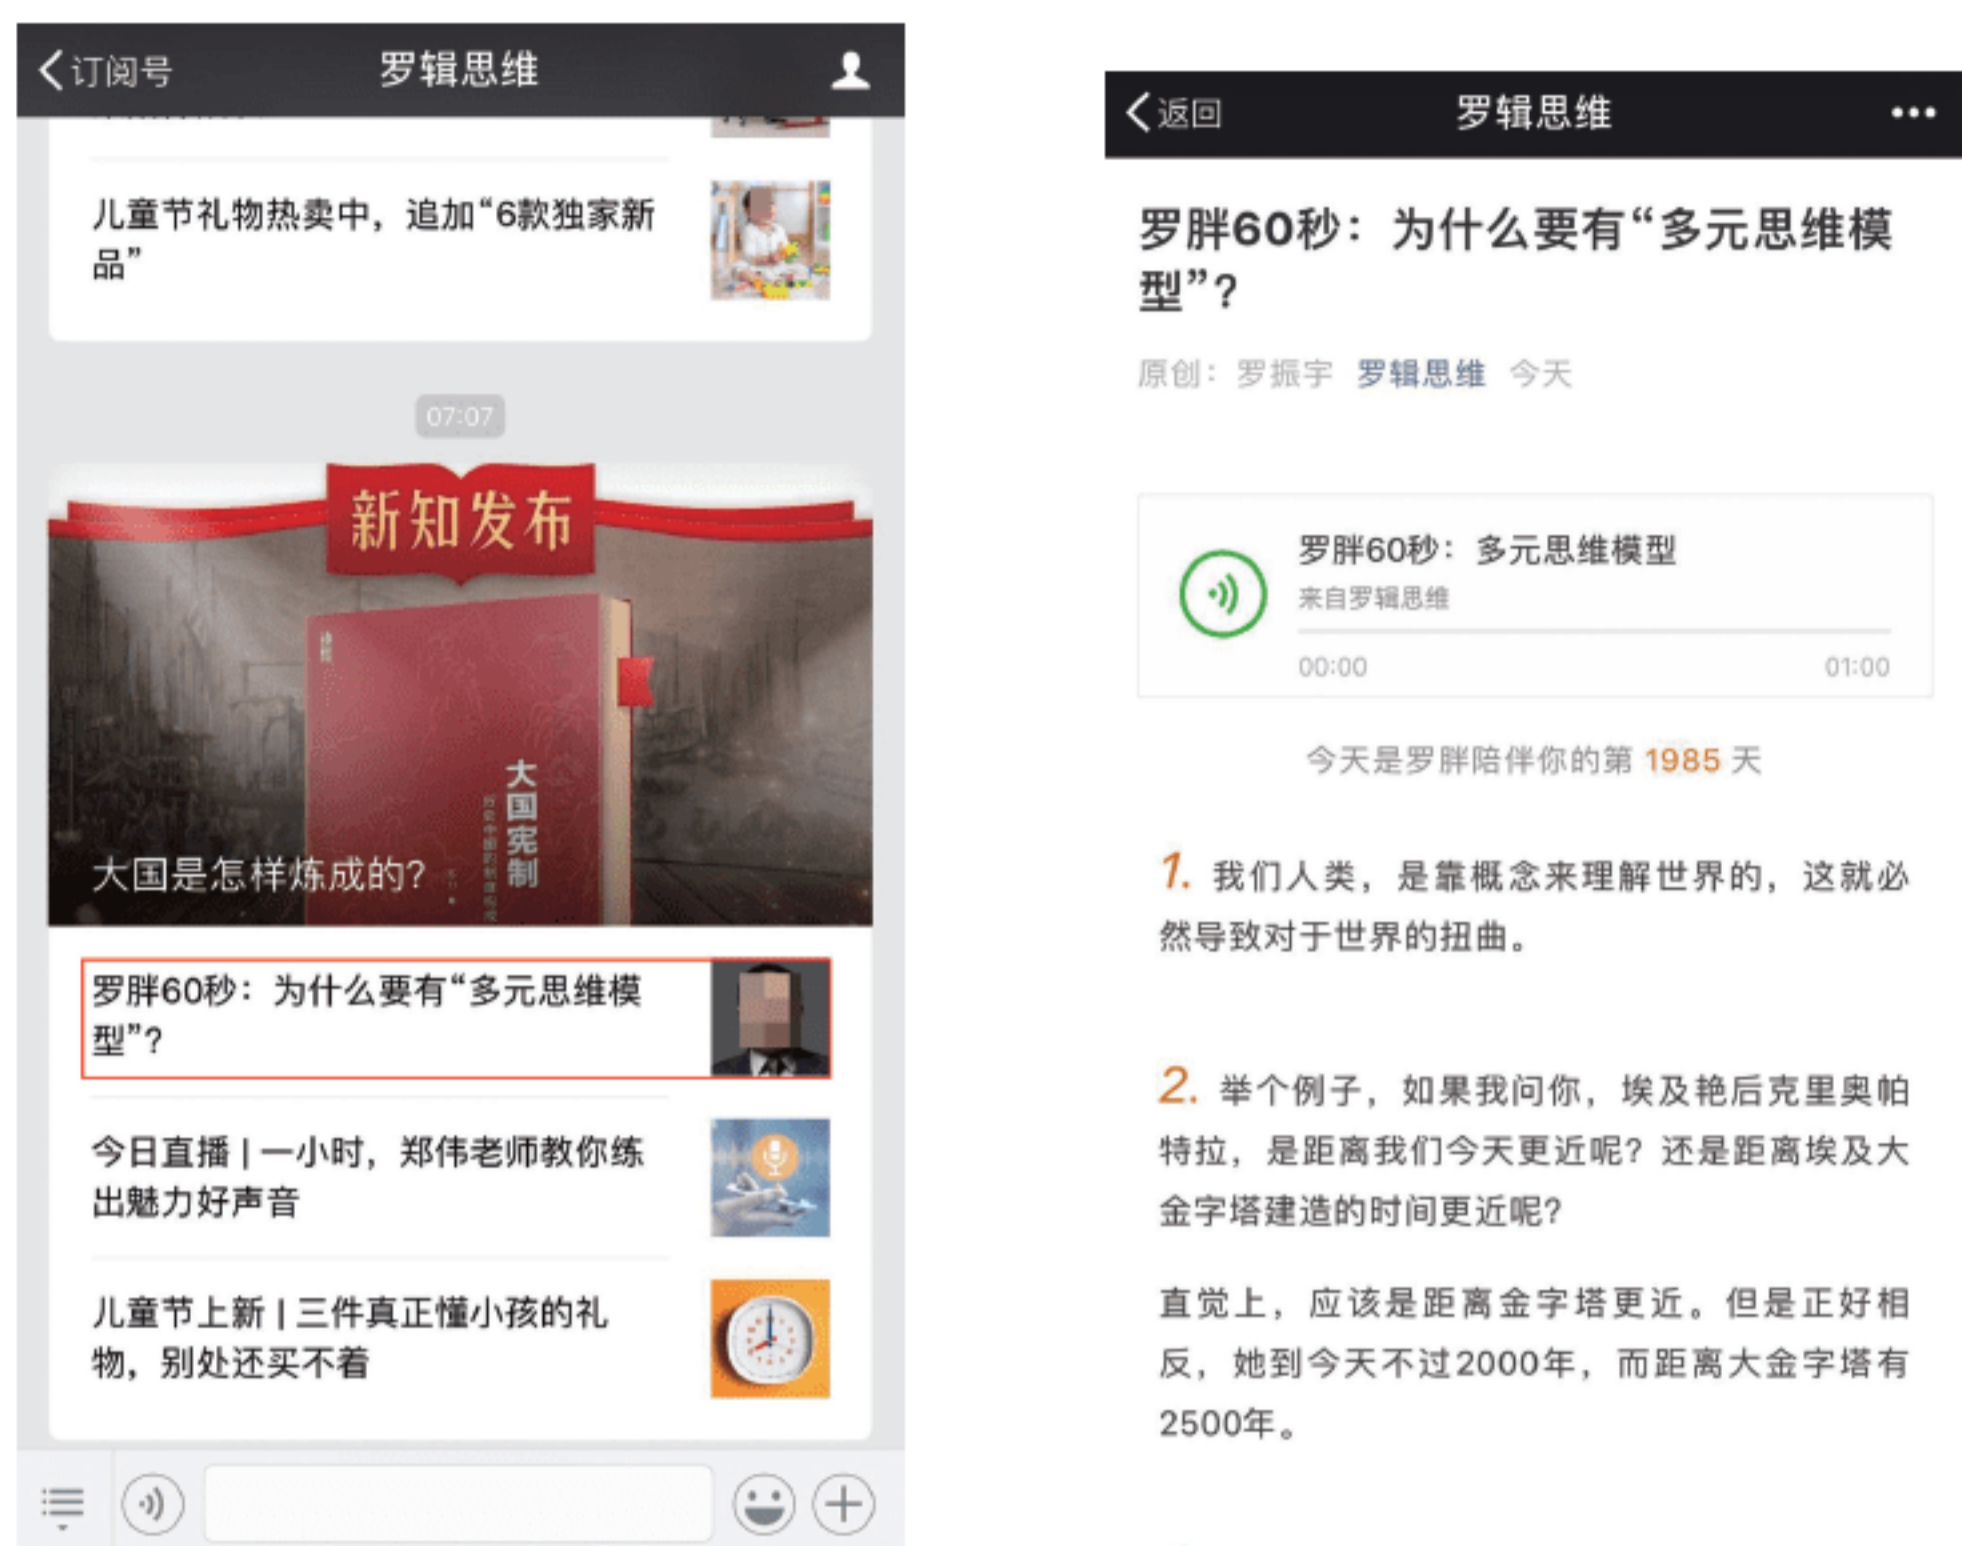 订阅号
罗辑思维
儿童节礼物热卖中，追加“6款独家新
品”
07:07
新知发布
大国宪制
大国是怎样炼成的？
罗胖60秒：为什么要有“多元思维模
型”？
今日直播 | 一小时，郑伟老师教你练
出魅力好声音
儿童节上新 | 三件真正懂小孩的礼
物，别处还买不着
返回
罗辑思维
罗胖60秒：为什么要有“多元思维模
型”？
原创：罗振宇 罗辑思维 今天
罗胖60秒：多元思维模型
来自罗辑思维
00:00
01:00
今天是罗胖陪伴你的第 1985 天
1. 我们人类，是靠概念来理解世界的，这就必
然导致对于世界的扭曲。
2. 举个例子，如果我问你，埃及艳后克里奥帕
特拉，是距离我们今天更近呢？还是距离埃及大
金字塔建造的时间更近呢？
直觉上，应该是距离金字塔更近。但是正好相
反，她到今天不过2000年，而距离大金字塔有
2500年。